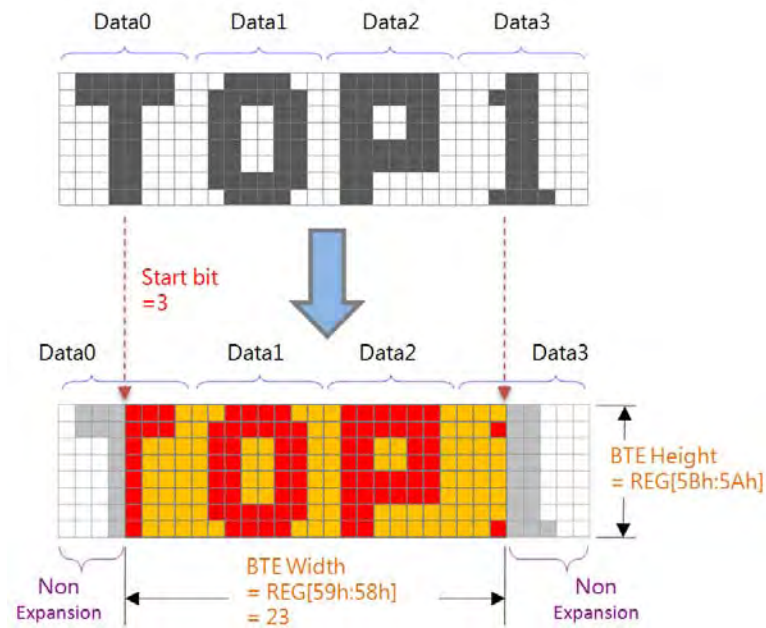 Data0 Data1 Data2 Data3
TOP1
Start bit
=3
Data0 Data1 Data2 Data3
TOP1
BTE Height
= REG[5Bh:5Ah]
BTE Width
= REG[59h:58h]
= 23
Non
Expansion
Non
Expansion